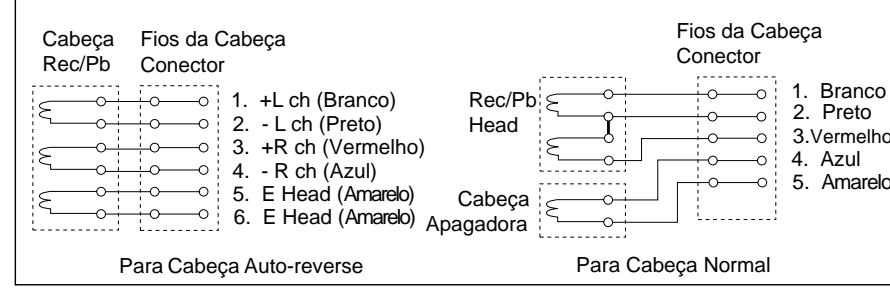 Cabeça
Rec/Pb
Fios da Cabeça
Conector
1. +L ch (Branco)
2. - L ch (Preto)
3. +R ch (Vermelho)
4. - R ch (Azul)
5. E Head (Amarelo)
6. E Head (Amarelo)
Para Cabeça Auto-reverse
Fios da Cabeça
Conector
Rec/Pb
Head
Cabeça
Apagadora
1. Branco
2. Preto
3.Vermelho
4. Azul
5. Amarelo
Para Cabeça Normal